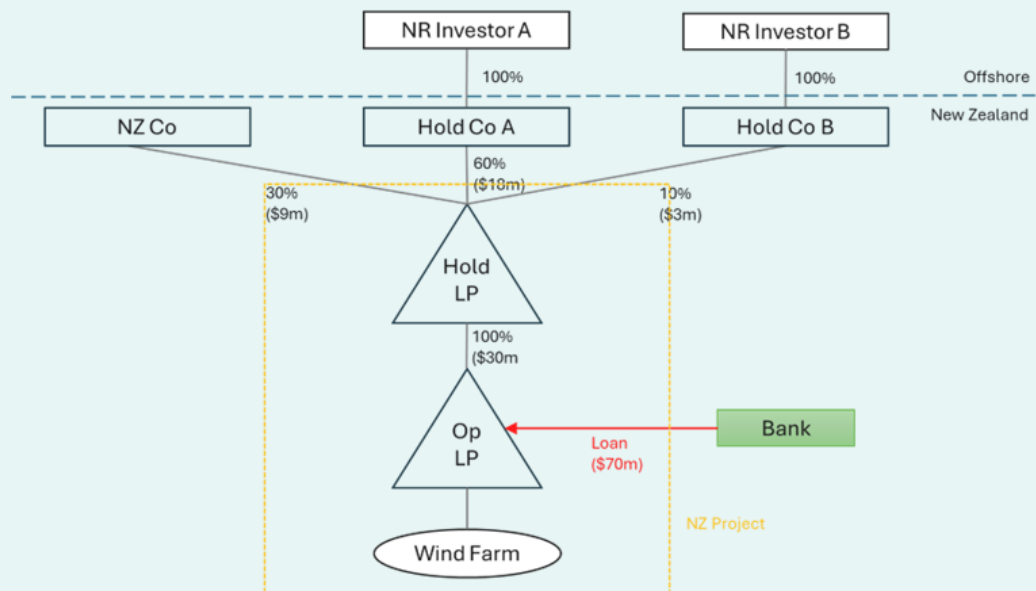 NR Investor A
NR Investor B
100%
100%
Offshore
New Zealand
NZ Co
Hold Co A
Hold Co B
60%
($18m)
30%
($9m)
10%
($3m)
Hold
LP
100%
($30m
Op
LP
Bank
Loan
($70m)
NZ Project
Wind Farm